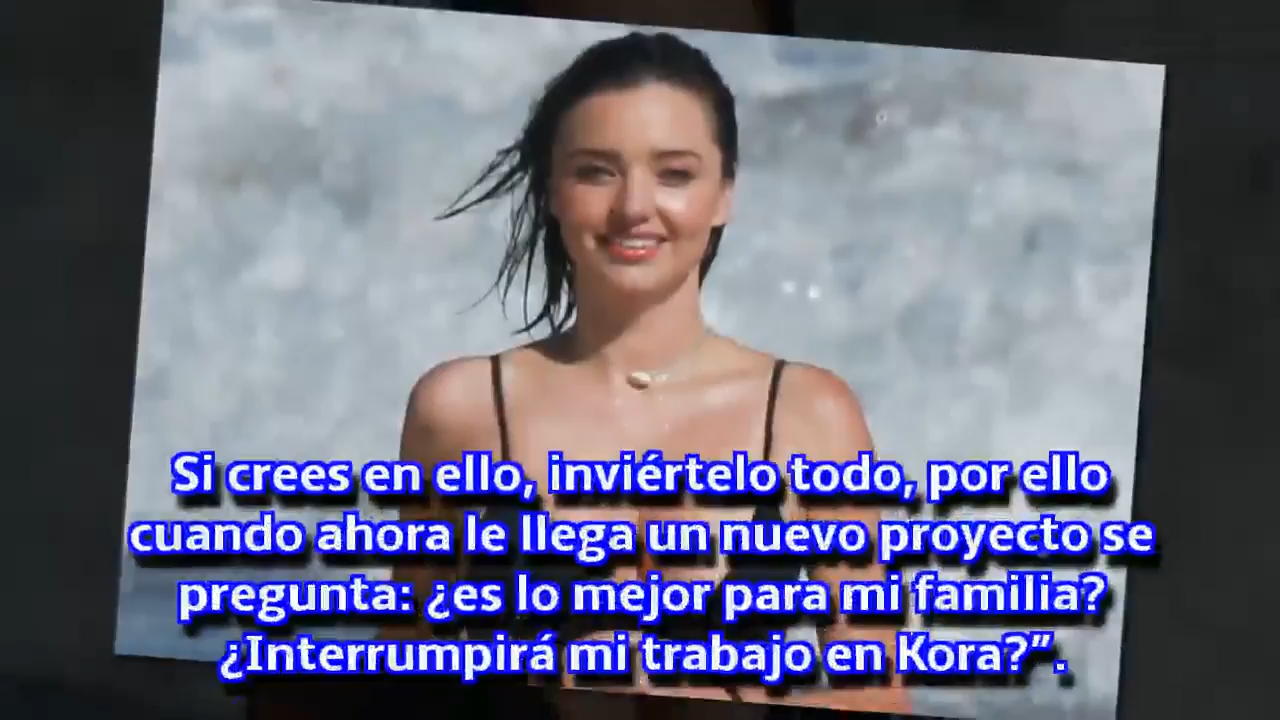 Si crees en ello, inviértelo todo, por ello
cuando ahora le llega un nuevo proyecto se
pregunta: ¿es lo mejor para mi familia?
¿Interrumpirá mi trabajo en Kora?”.